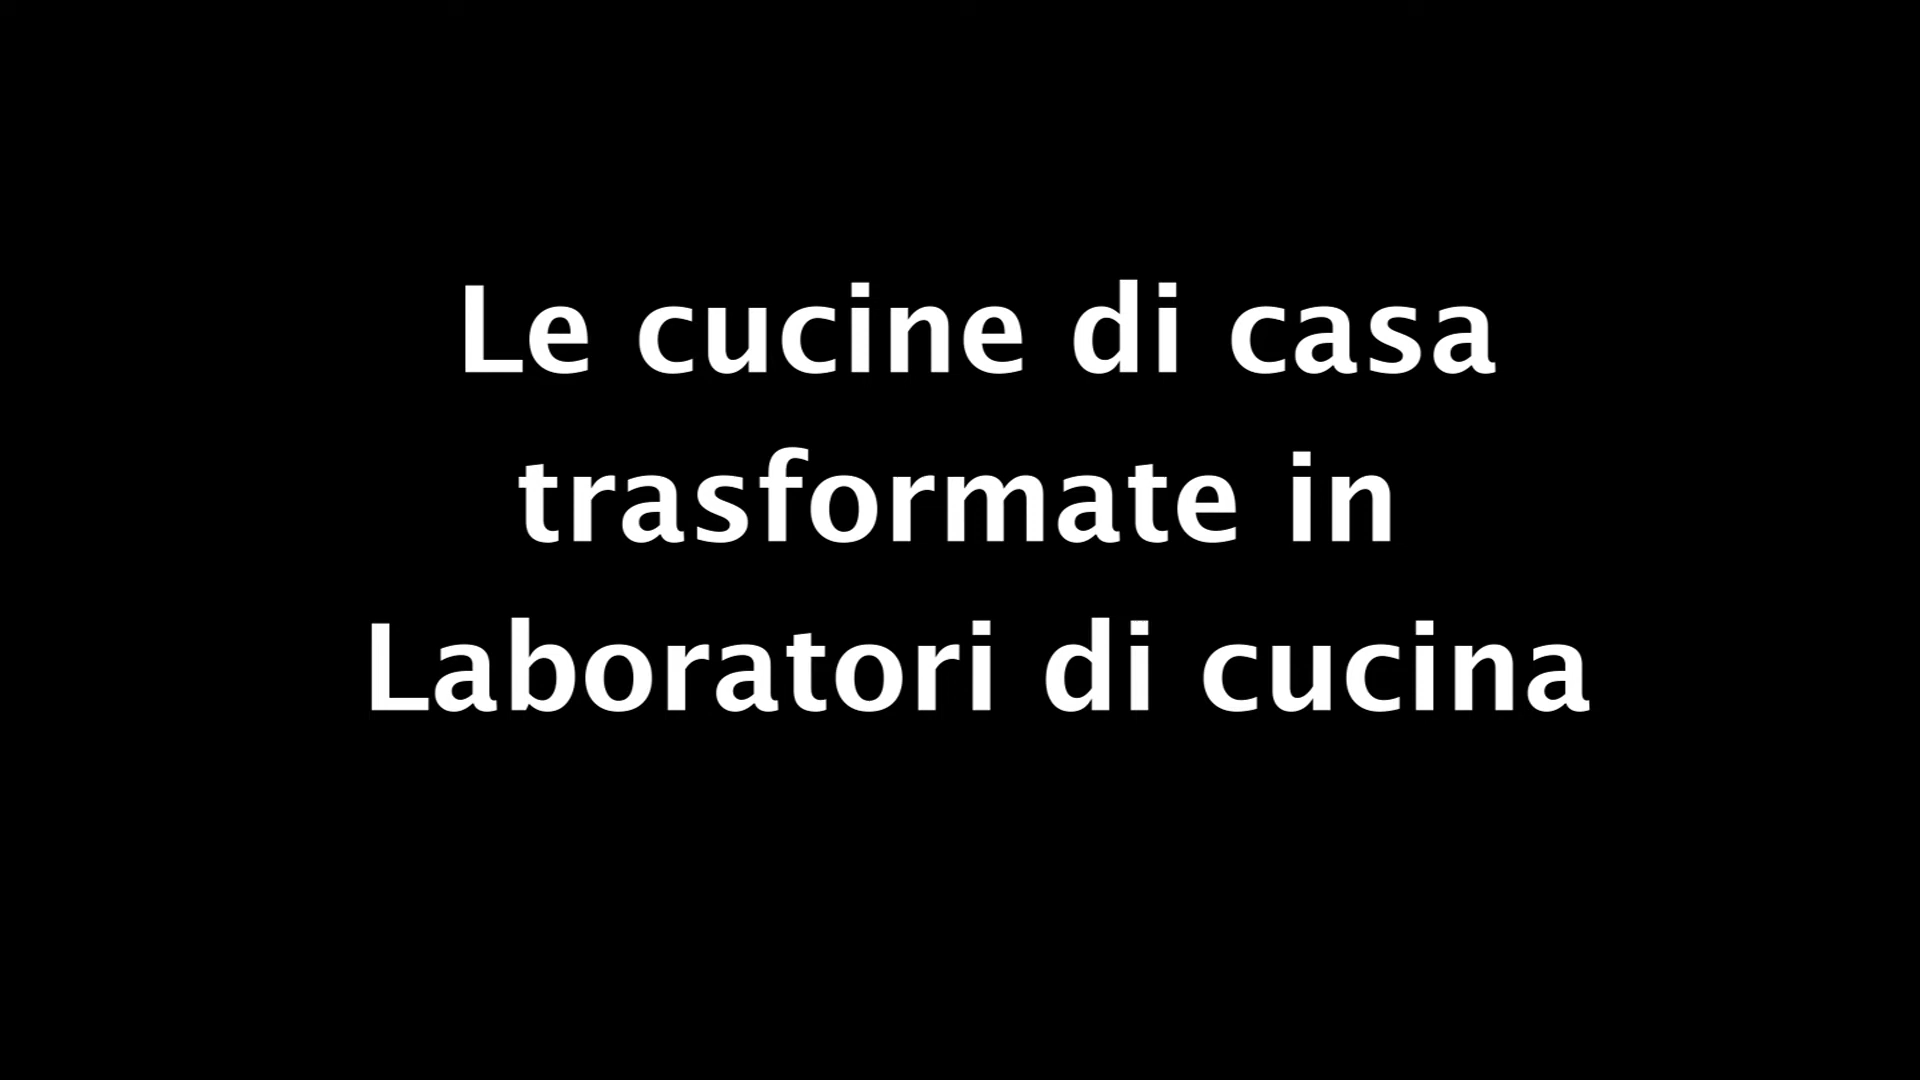 Le cucine di casa
trasformate in
Laboratori di cucina